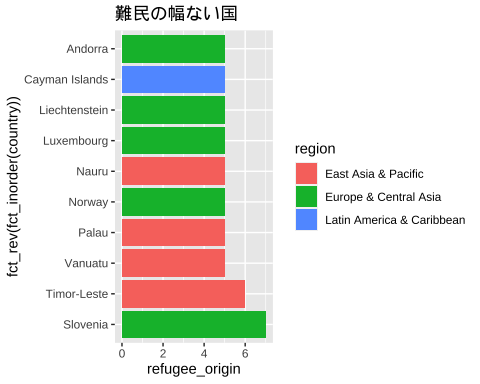 難民の幅ない国
Andorra
Cayman Islands
Liechtenstein
Luxembourg
Nauru
Norway
Palau
Vanuatu
Timor-Leste
Slovenia
fct_rev(fct_inorder(country))
0 2 4 6
refugee_origin
region
East Asia & Pacific
Europe & Central Asia
Latin America & Caribbean